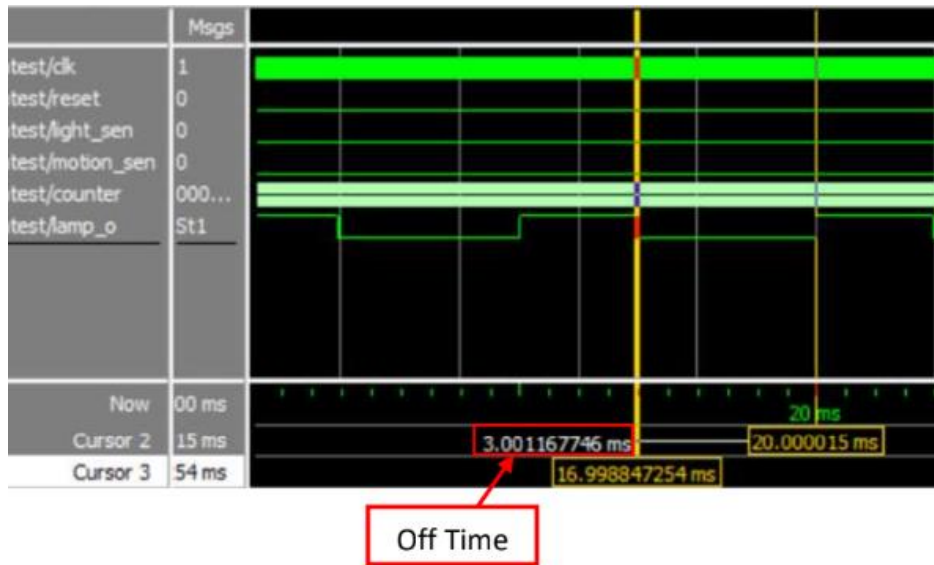 Msgs
test/clk 1
test/reset 0
test/light_sen 0
test/motion_sen 0
test/counter 000...
test/lamp_o St1
Now 00 ms 20 ms
Cursor 2 15 ms 3.001167746 ms 20.000015 ms
Cursor 3 54 ms 16.998847254 ms
Off Time